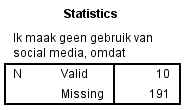 Statistics
Ik maak geen gebruik van
social media, omdat
N Valid 10
Missing 191